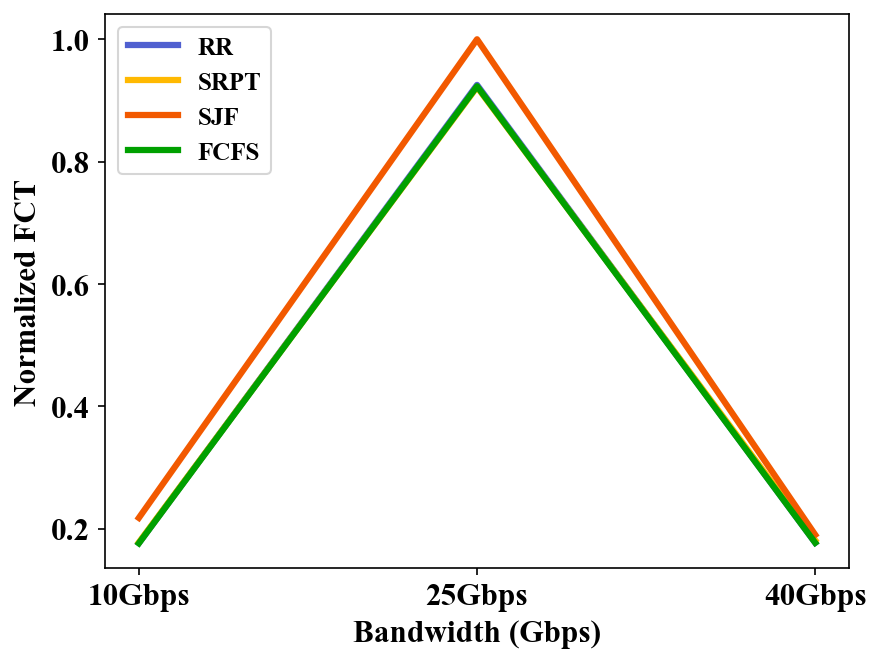 RR
SRPT
SJF
FCFS
Normalized FCT
1.0
0.8
0.6
0.4
0.2
10Gbps 25Gbps 40Gbps
Bandwidth (Gbps)